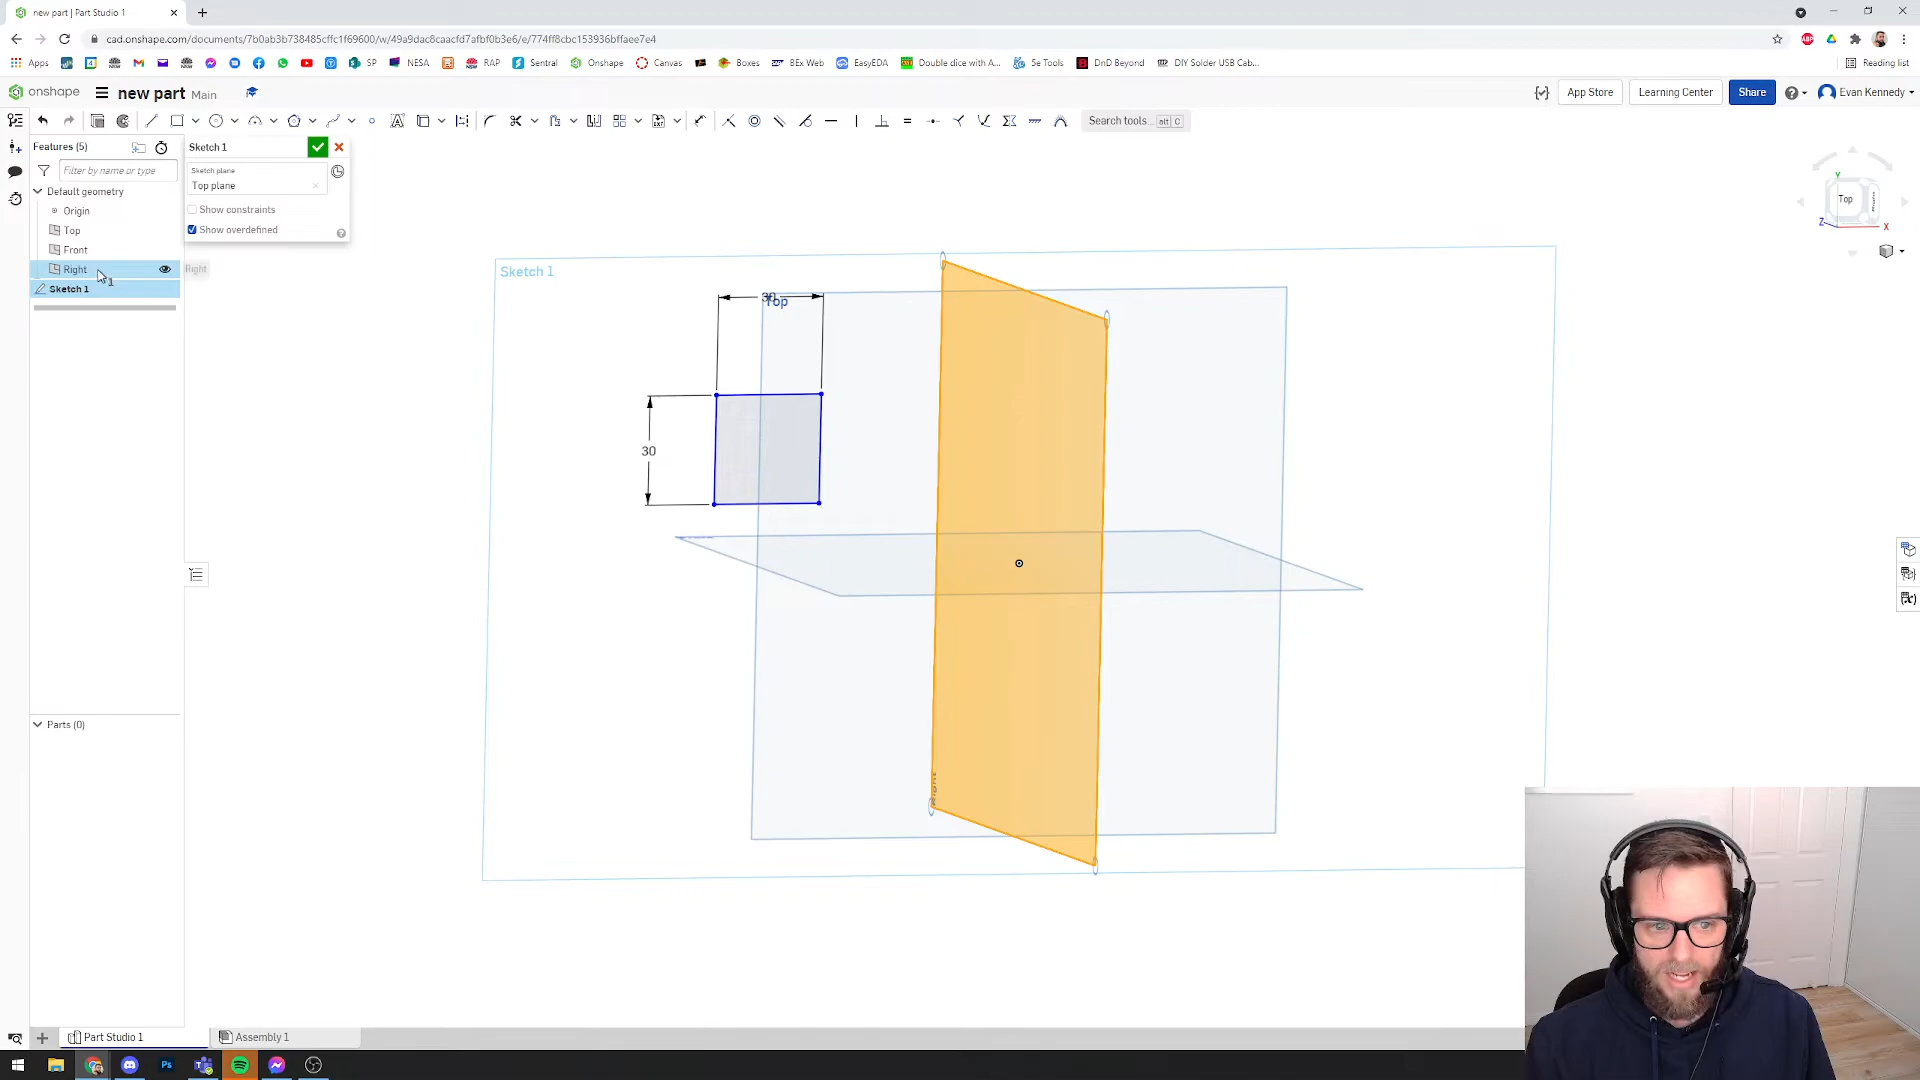 new part | Part Studio 1
cad.onshape.com/documents/7b0ab3b738485cffc1f69600/w/49a9dac8caacfd7afbf0b3e6/e/774ff8cbc153936bffaee7e4
Apps
SP
NESA
RAP
Sentral
Onshape
Canvas
Boxes
BEx Web
EasyEDA
Double dice with A...
5e Tools
DnD Beyond
DIY Solder USB Cab...
Reading list
onshape
new part Main
App Store
Learning Center
Share
Evan Kennedy
Search tools... alt C
Features (5)
Sketch 1
Filter by name or type
Sketch plane
Top plane
Default geometry
Show constraints
Origin
Top
Show overdefined
Front
Right
Right
Sketch 1
Sketch 1
30
Top
30
Right
Top
Y
Z
X
Parts (0)
Part Studio 1
Assembly 1